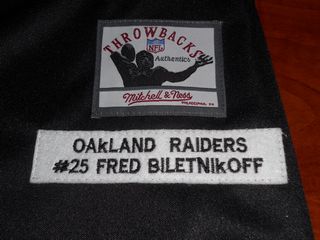 THROWBACKS
NFL
Authentics
Mitchell & Ness
PHILADELPHIA, PA
OAkLAND RAIDERS
#25 FRED BILETNIkOFF